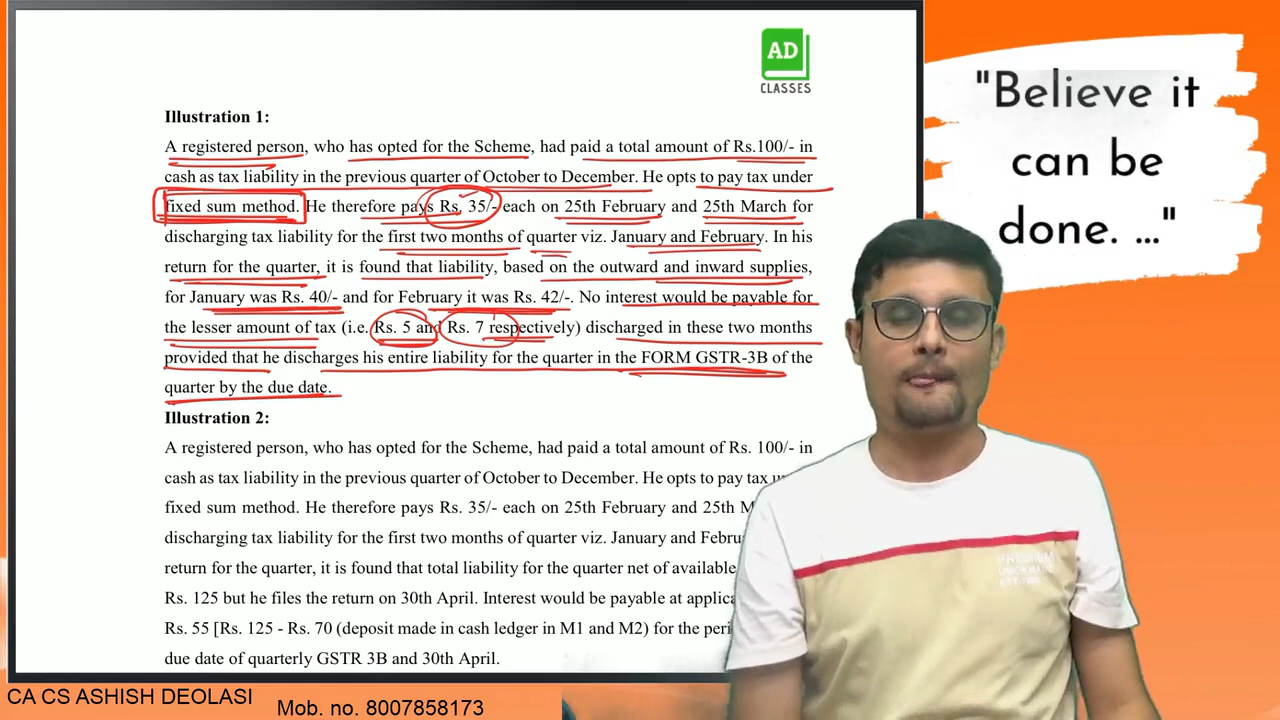 AD
CLASSES
Illustration 1:
A registered person, who has opted for the Scheme, had paid a total amount of Rs.100/- in
cash as tax liability in the previous quarter of October to December. He opts to pay tax under
fixed sum method. He therefore pays Rs. 35/- each on 25th February and 25th March for
discharging tax liability for the first two months of quarter viz. January and February. In his
return for the quarter, it is found that liability, based on the outward and inward supplies,
for January was Rs. 40/- and for February it was Rs. 42/-. No interest would be payable for
the lesser amount of tax (i.e. Rs. 5 and Rs. 7 respectively) discharged in these two months
provided that he discharges his entire liability for the quarter in the FORM GSTR-3B of the
quarter by the due date.
Illustration 2:
A registered person, who has opted for the Scheme, had paid a total amount of Rs. 100/- in
cash as tax liability in the previous quarter of October to December. He opts to pay tax
fixed sum method. He therefore pays Rs. 35/- each on 25th February and 25th
discharging tax liability for the first two months of quarter viz. January and
return for the quarter, it is found that total liability for the quarter net of available
Rs. 125 but he files the return on 30th April. Interest would be payable at
Rs. 55 [Rs. 125 - Rs. 70 (deposit made in cash ledger in M1 and M2) for the
due date of quarterly GSTR 3B and 30th April.
"Believe it
can be
done. ..."
CA CS ASHISH DEOLASI
Mob. no. 8007858173